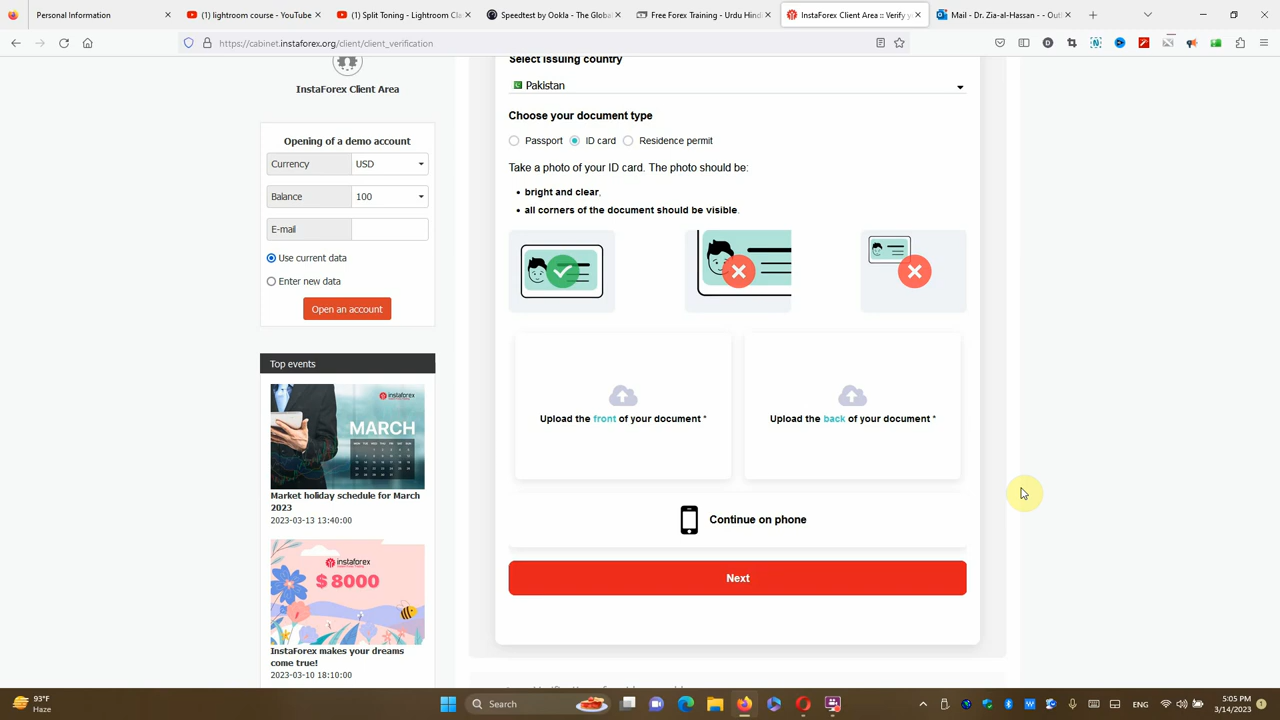 Personal Information
(1) lightroom course - YouTube
(1) Split Toning - Lightroom Cla
Speedtest by Ookla - The Globa
Free Forex Training - Urdu Hind
InstaForex Client Area :: Verify y
Mail - Dr. Zia-al-Hassan - Outl
https://cabinet.instaforex.org/client/client_verification
InstaForex Client Area
Opening of a demo account
Currency USD
Balance 100
E-mail
Use current data
Enter new data
Open an account
Top events
instaforex
MARCH
Market holiday schedule for March
2023
2023-03-13 13:40:00
instaforex
$ 8000
InstaForex makes your dreams
come true!
2023-03-10 18:10:00
Select issuing country
Pakistan
Choose your document type
Passport ID card Residence permit
Take a photo of your ID card. The photo should be:
• bright and clear,
• all corners of the document should be visible.
Upload the front of your document *
Upload the back of your document *
Continue on phone
Next
93°F
Haze
Search
ENG
5:05 PM
3/14/2023